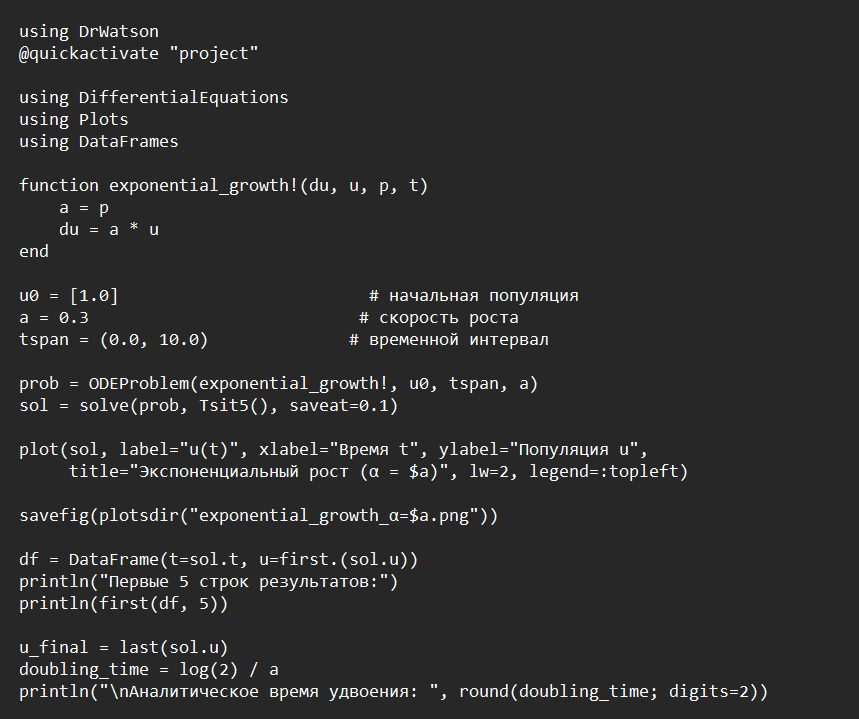 using DrWatson
@quickactivate "project"
using DifferentialEquations
using Plots
using DataFrames
function exponential_growth!(du, u, p, t)
    a = p
    du = a * u
end
u0 = [1.0]                         # начальная популяция
a = 0.3                           # скорость роста
tspan = (0.0, 10.0)              # временной интервал
prob = ODEProblem(exponential_growth!, u0, tspan, a)
sol = solve(prob, Tsit5(), saveat=0.1)
plot(sol, label="u(t)", xlabel="Время t", ylabel="Популяция u",
     title="Экспоненциальный рост (α = $a)", lw=2, legend=:topleft)
savefig(plotsdir("exponential_growth_α=$a.png"))
df = DataFrame(t=sol.t, u=first.(sol.u))
println("Первые 5 строк результатов:")
println(first(df, 5))
u_final = last(sol.u)
doubling_time = log(2) / a
println("\nАналитическое время удвоения: ", round(doubling_time; digits=2))